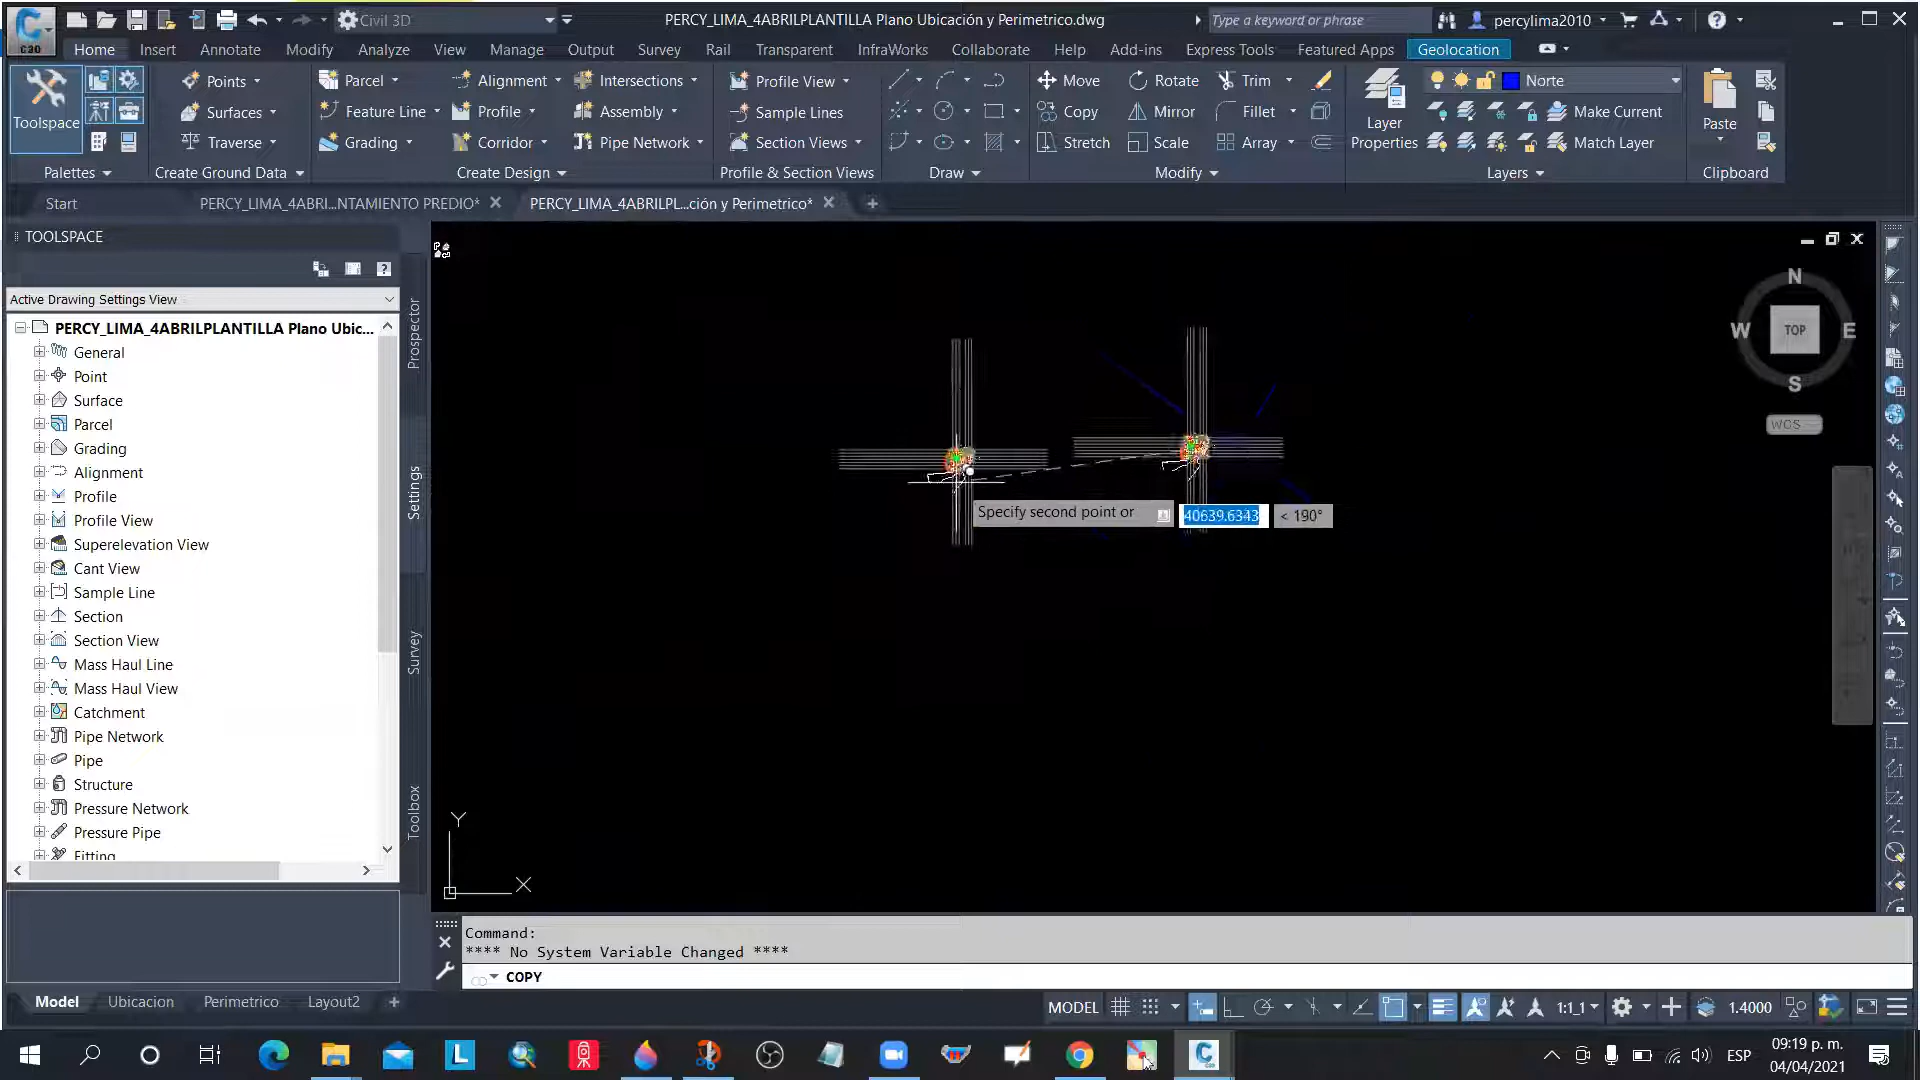 C3D
Civil 3D
PERCY_LIMA_4ABRILPLANTILLA Plano Ubicación y Perimetrico.dwg
Type a keyword or phrase
percylima2010
Home Insert Annotate Modify Analyze View Manage Output Survey Rail Transparent InfraWorks Collaborate Help Add-ins Express Tools Featured Apps Geolocation
Points Parcel Alignment Intersections Profile View Move Rotate Trim Norte
Toolspace Surfaces Feature Line Profile Assembly Sample Lines Copy Mirror Fillet Layer Properties Make Current Paste
Traverse Grading Corridor Pipe Network Section Views Stretch Scale Array Match Layer
Palettes Create Ground Data Create Design Profile & Section Views Draw Modify Layers Clipboard
Start PERCY_LIMA_4ABRI...NTAMIENTO PREDIO* PERCY_LIMA_4ABRILPL...ción y Perimetrico*
TOOLSPACE
Active Drawing Settings View
PERCY_LIMA_4ABRILPLANTILLA Plano Ubic...
General
Point
Surface
Parcel
Grading
Alignment
Profile
Profile View
Superelevation View
Cant View
Sample Line
Section
Section View
Mass Haul Line
Mass Haul View
Catchment
Pipe Network
Pipe
Structure
Pressure Network
Pressure Pipe
Fitting
Prospector
Settings
Survey
Toolbox
N
W TOP E
S
WCS
Specify second point or 40639.6343 < 190°
Y
X
Command:
**** No System Variable Changed ****
COPY
Model Ubicacion Perimetrico Layout2 +
MODEL 1:1_1 1.4000
L
ESP
09:19 p. m.
04/04/2021